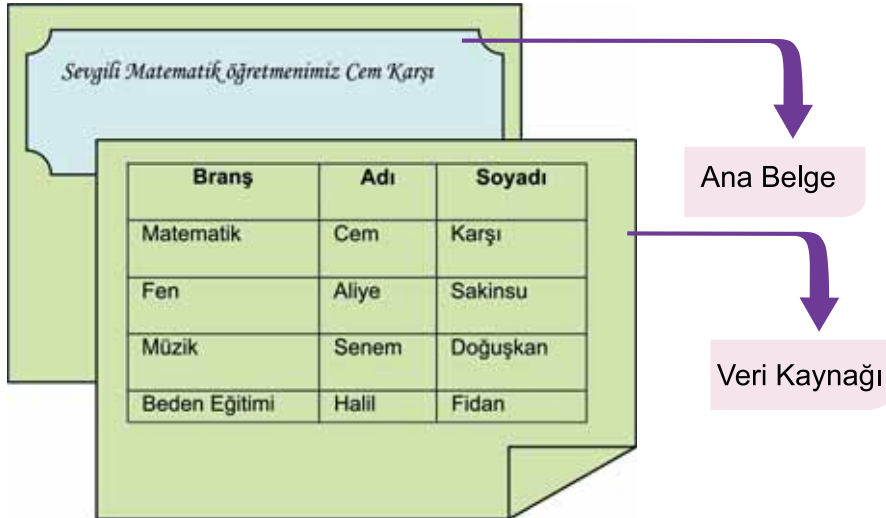 Sevgili Matematik öğretmenimiz Cem Karşı
Ana Belge
Branş Adı Soyadı
Matematik Cem Karşı
Fen Aliye Sakinsu
Müzik Senem Doğuşkan
Beden Eğitimi Halil Fidan
Veri Kaynağı